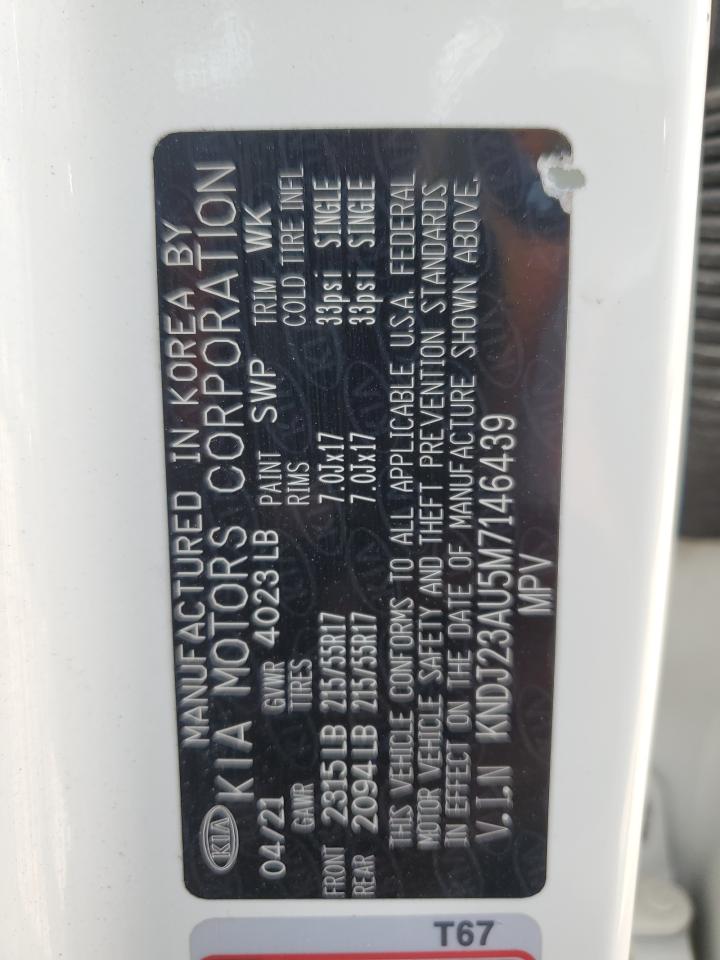 MANUFACTURED IN KOREA BY
KIA KIA MOTORS CORPORATION
04/21 GVWR 4023LB PAINT SWP TRIM WK
GAWR TIRES RIMS COLD TIRE INFL
FRONT 2315LB 215/55R17 7.0Jx17 33psi SINGLE
REAR 2094LB 215/55R17 7.0Jx17 33psi SINGLE
THIS VEHICLE CONFORMS TO ALL APPLICABLE U.S.A. FEDERAL
MOTOR VEHICLE SAFETY AND THEFT PREVENTION STANDARDS
IN EFFECT ON THE DATE OF MANUFACTURE SHOWN ABOVE.
V.I.N KNDJ23AU5M7146439
MPV
T67